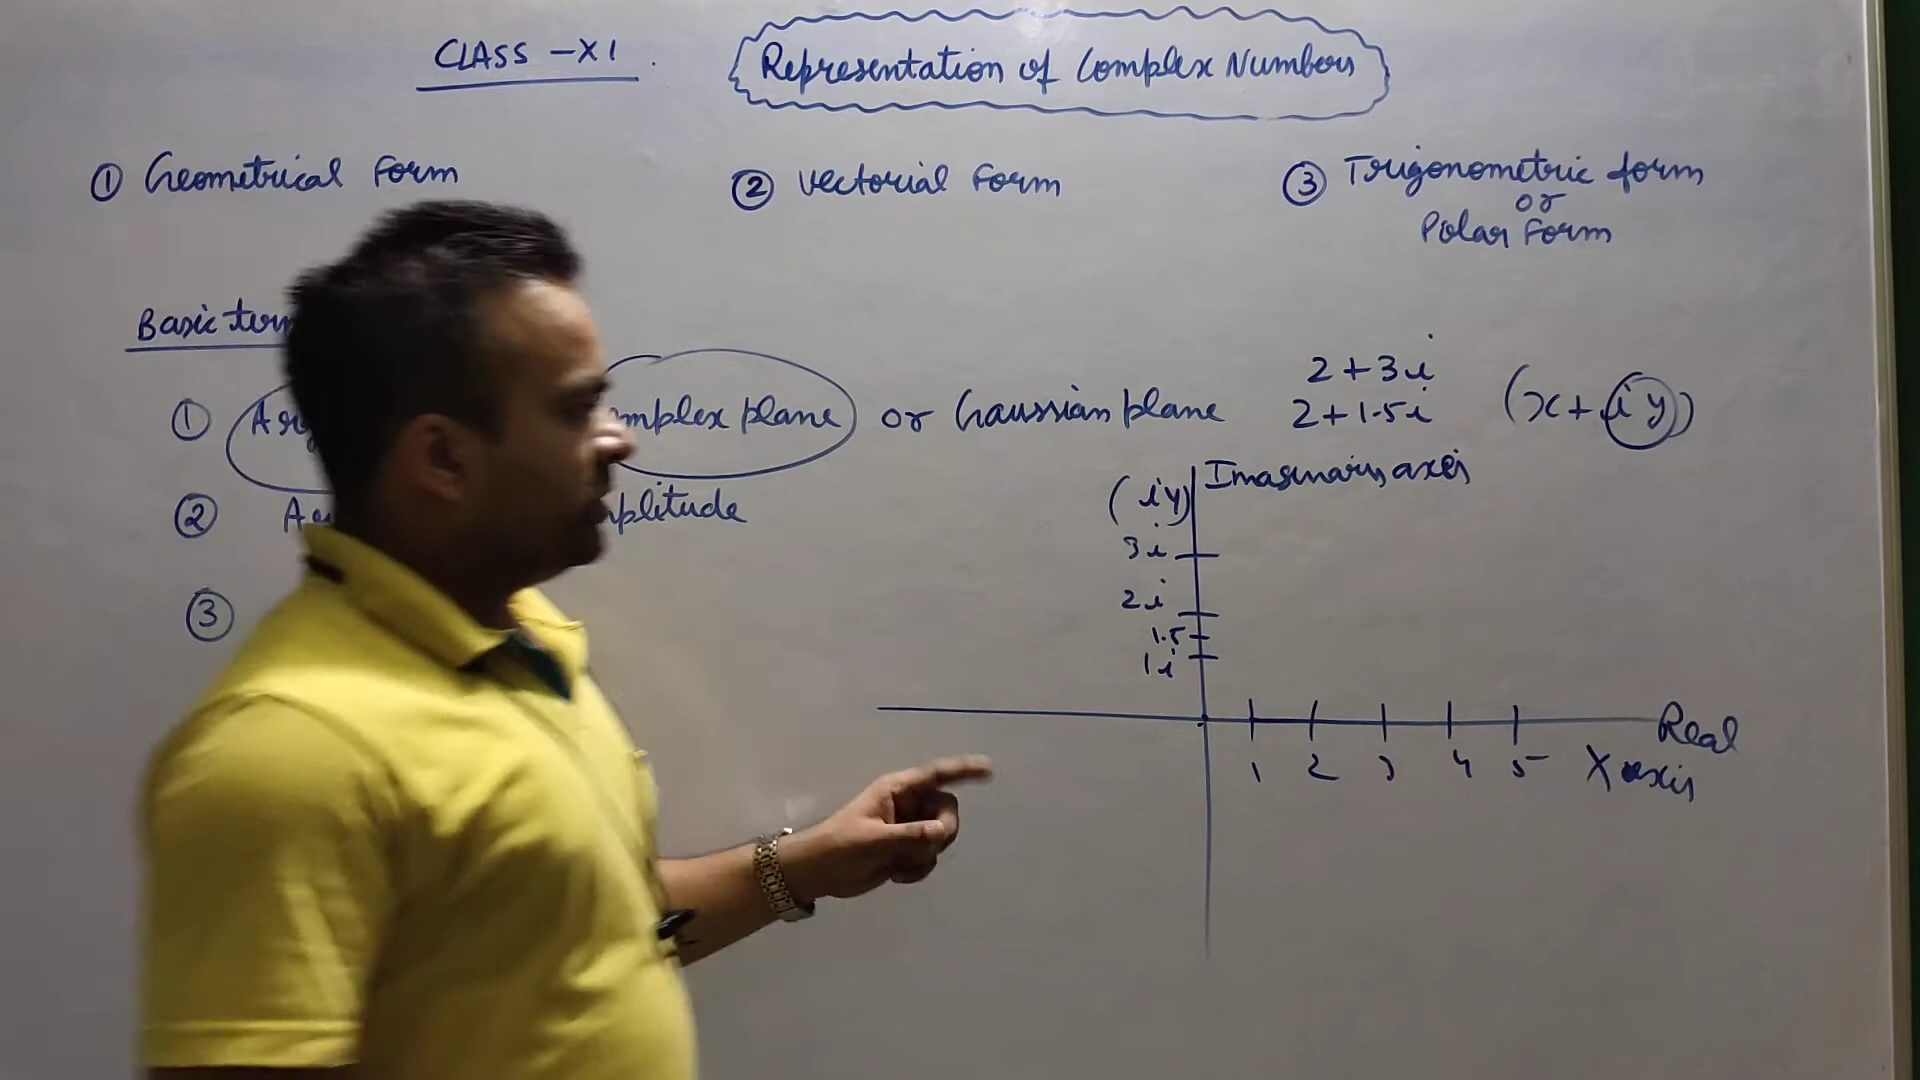 CLASS - XI.
Representation of Complex Numbers
① Geometrical Form
② Vectorial Form
③ Trigonometric form
or
Polar Form
Basic
① plane or Gaussian plane
2 + 3i
2 + 1.5i
(x + iy)
②
③
(iy) Imaginary axis
3i
2i
1.5
1i
Real
1 2 3 4 5 X axis